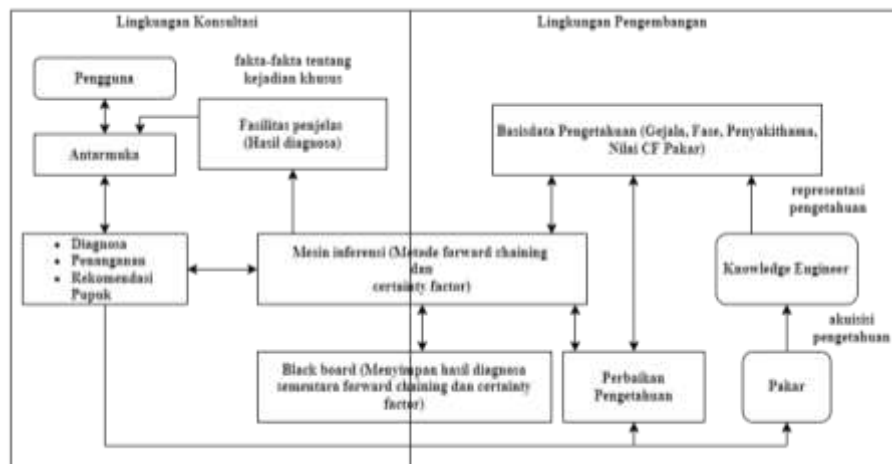 Lingkungan Konsultasi
Lingkungan Pengembangan
Pengguna
fakta-fakta tentang
kejadian khusus
Antarmuka
Fasilitas penjelas
(Hasil diagnosa)
Basisdata Pengetahuan (Gejala, Fase, Penyakithama,
Nilai CF Pakar)
representasi
pengetahuan
• Diagnosa
• Penanganan
• Rekomendasi
Pupuk
Mesin inferensi (Metode forward chaining
dan
certainty factor)
Knowledge Engineer
akuisisi
pengetahuan
Black board (Menyimpan hasil diagnosa
sementara forward chaining dan certainty
factor)
Perbaikan
Pengetahuan
Pakar